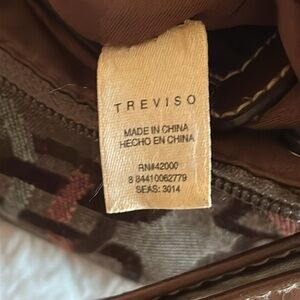 TREVISO
MADE IN CHINA
HECHO EN CHINA
RN#42000
8 84410062779
SEAS: 3014